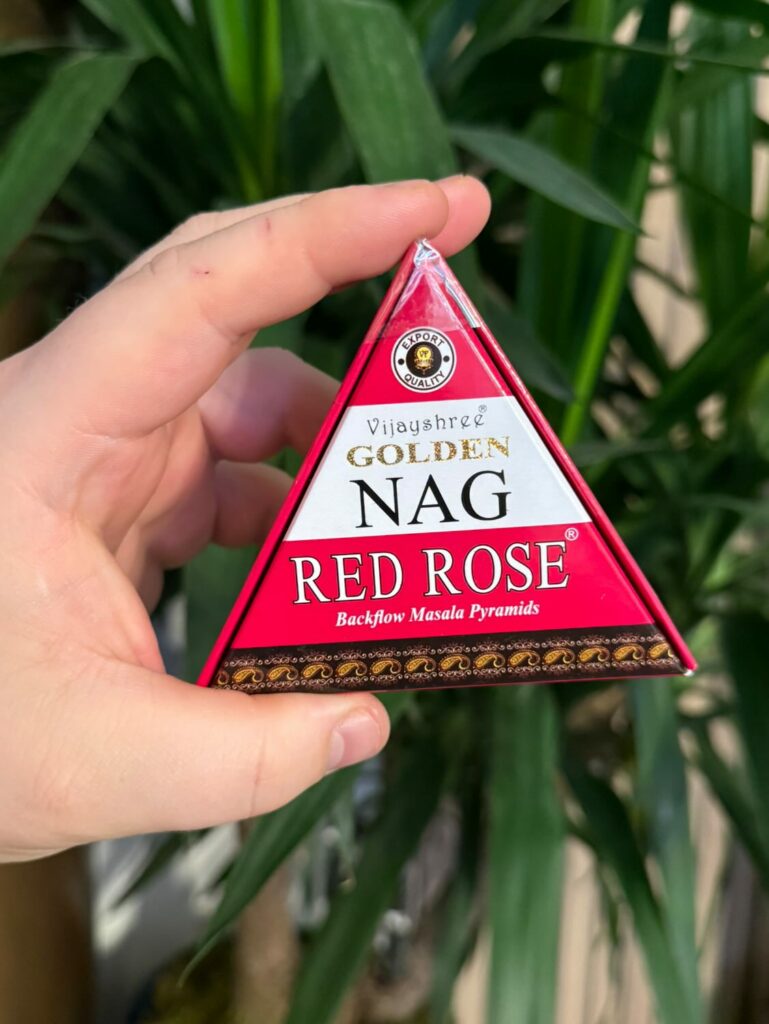 EXPORT
QUALITY
Vijayshree®
GOLDEN
NAG
RED ROSE®
Backflow Masala Pyramids